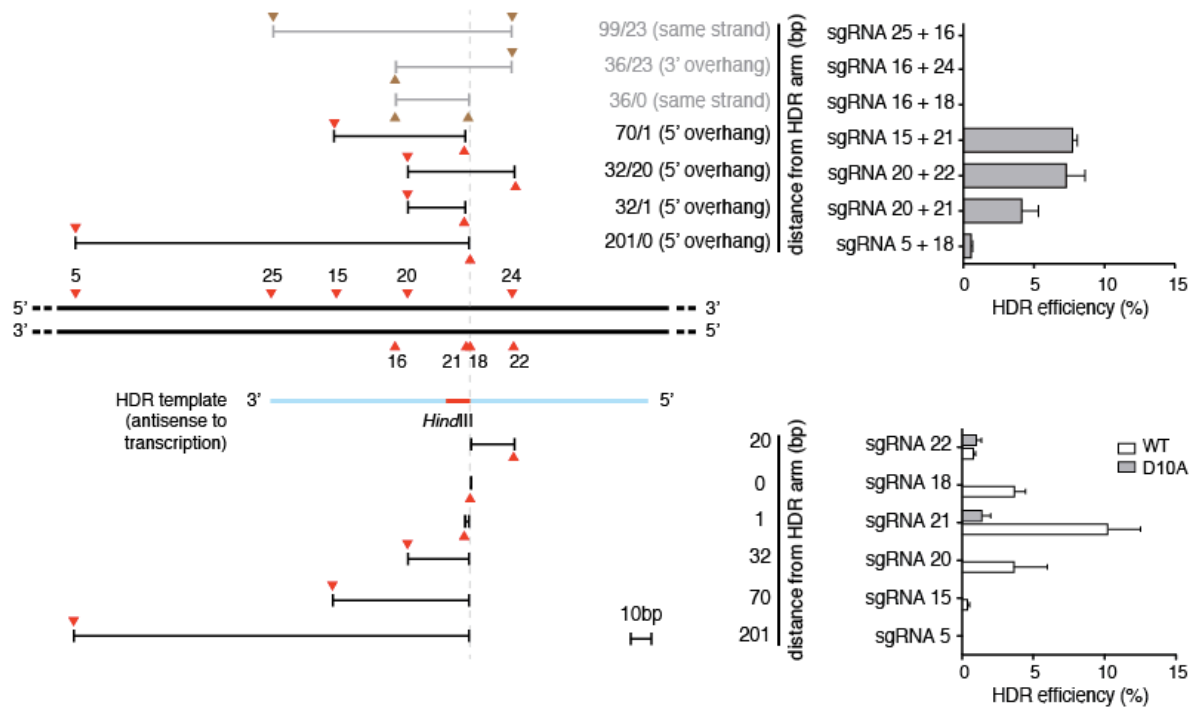 99/23 (same strand)
36/23 (3' overhang)
36/0 (same strand)
70/1 (5' overhang)
32/20 (5' overhang)
32/1 (5' overhang)
201/0 (5' overhang)
distance from HDR arm (bp)
sgRNA 25 + 16
sgRNA 16 + 24
sgRNA 16 + 18
sgRNA 15 + 21
sgRNA 20 + 22
sgRNA 20 + 21
sgRNA 5 + 18
0 5 10 15
HDR efficiency (%)
5 25 15 20 24
5' 3'
3' 5'
16 21 18 22
HDR template
(antisense to
transcription)
3' 5'
HindIII
20
0
1
32
70
201
10bp
distance from HDR arm (bp)
sgRNA 22
sgRNA 18
sgRNA 21
sgRNA 20
sgRNA 15
sgRNA 5
WT
D10A
0 5 10 15
HDR efficiency (%)